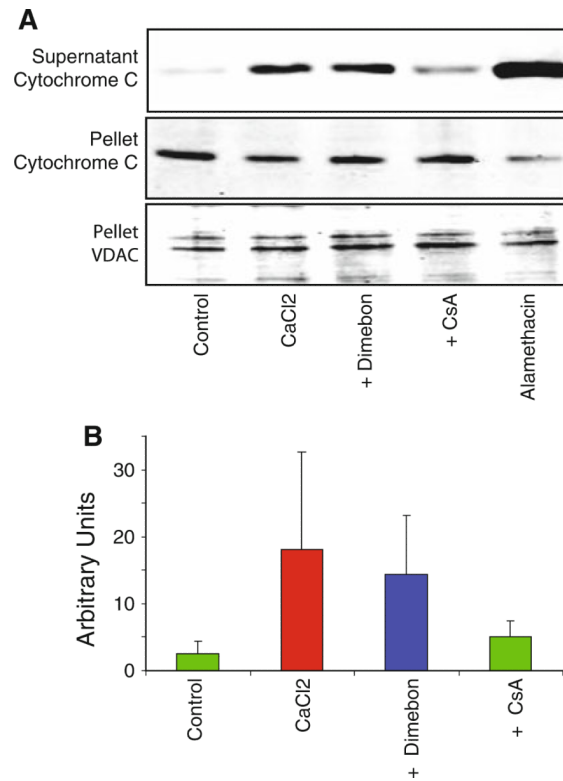 A
Supernatant
Cytochrome C
Pellet
Cytochrome C
Pellet
VDAC
Control
CaCl2
+ Dimebon
+ CsA
Alamethacin
B
Arbitrary Units
30
20
10
0
Control
CaCl2
+ Dimebon
+ CsA